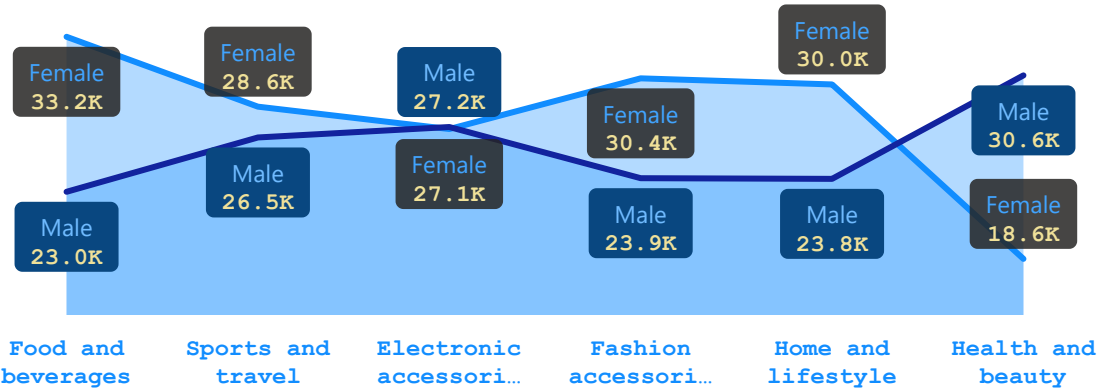 Female
33.2K
Male
23.0K
Female
28.6K
Male
26.5K
Male
27.2K
Female
27.1K
Female
30.4K
Male
23.9K
Female
30.0K
Male
23.8K
Male
30.6K
Female
18.6K
Food and
beverages
Sports and
travel
Electronic
accessori…
Fashion
accessori…
Home and
lifestyle
Health and
beauty